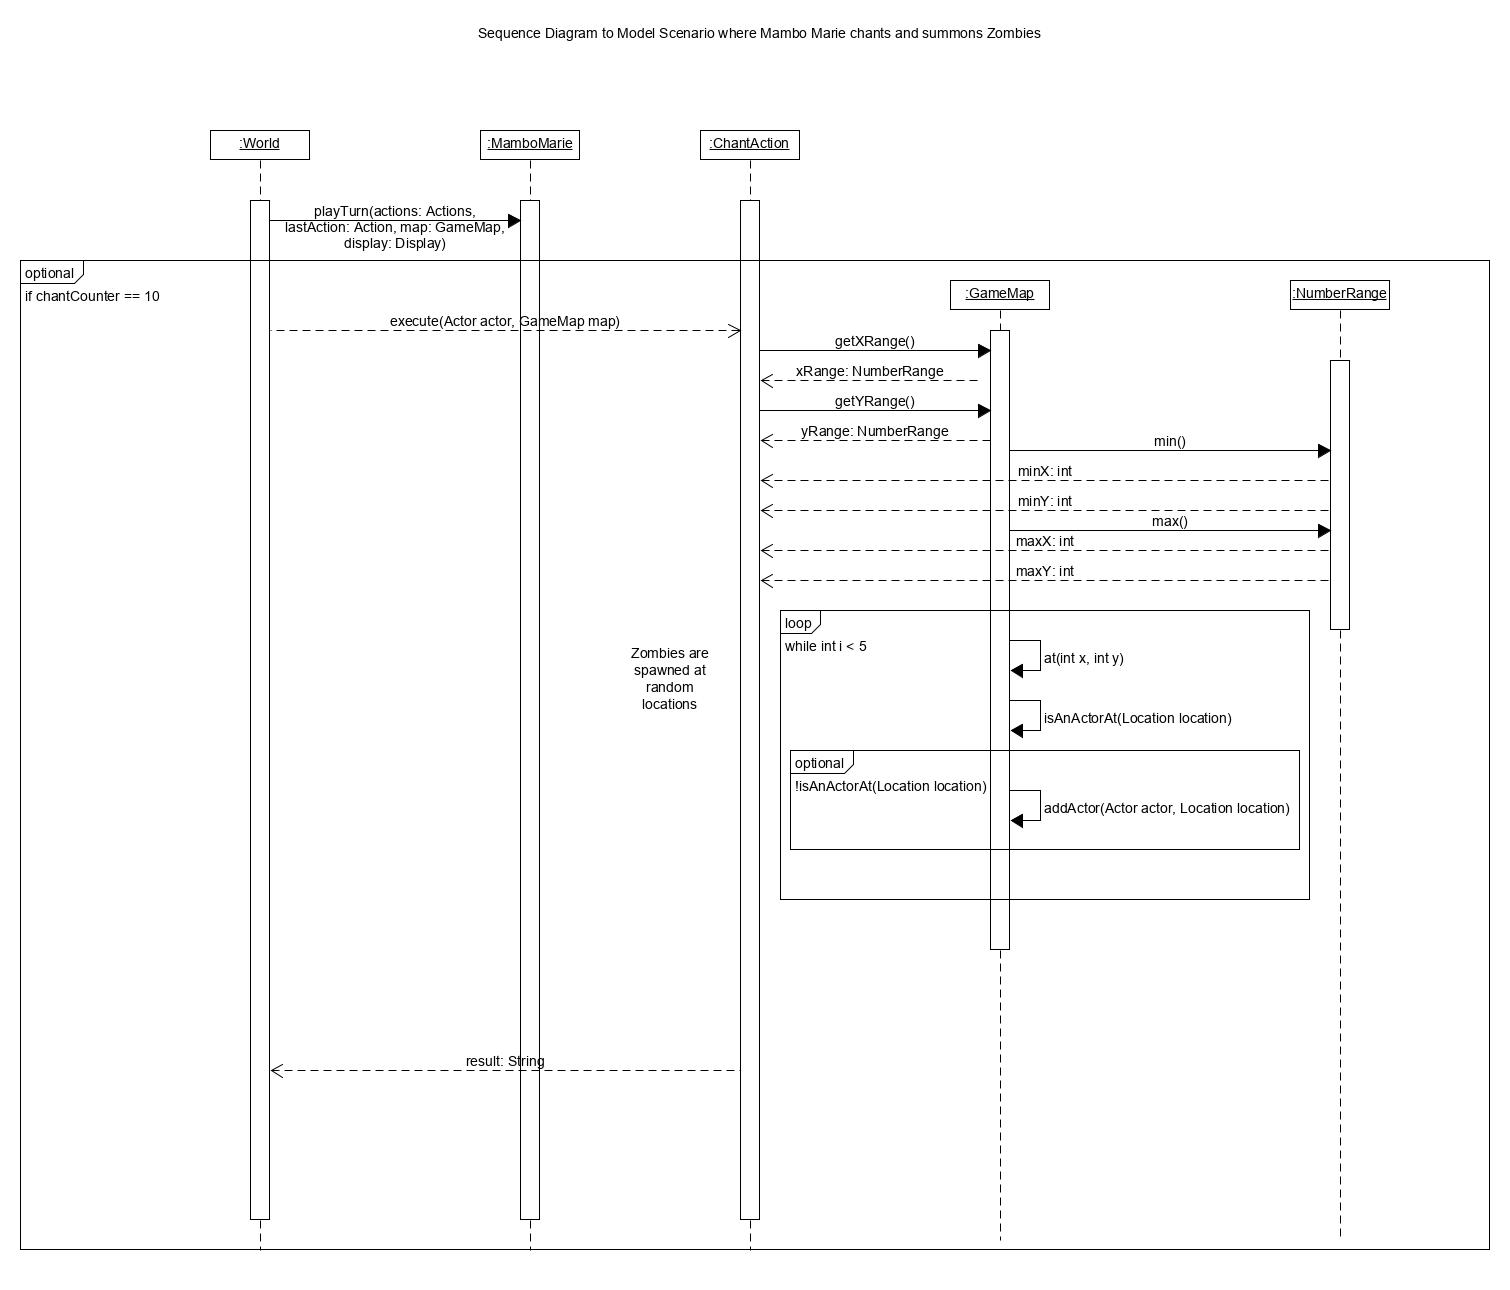 Sequence Diagram to Model Scenario where Mambo Marie chants and summons Zombies
:World
:MamboMarie
:ChantAction
playTurn(actions: Actions,
lastAction: Action, map: GameMap,
display: Display)
optional
if chantCounter == 10
:GameMap
:NumberRange
execute(Actor actor, GameMap map)
getXRange()
xRange: NumberRange
getYRange()
yRange: NumberRange
min()
minX: int
minY: int
max()
maxX: int
maxY: int
loop
while int i < 5
Zombies are
spawned at
random
locations
at(int x, int y)
isAnActorAt(Location location)
optional
!isAnActorAt(Location location)
addActor(Actor actor, Location location)
result: String